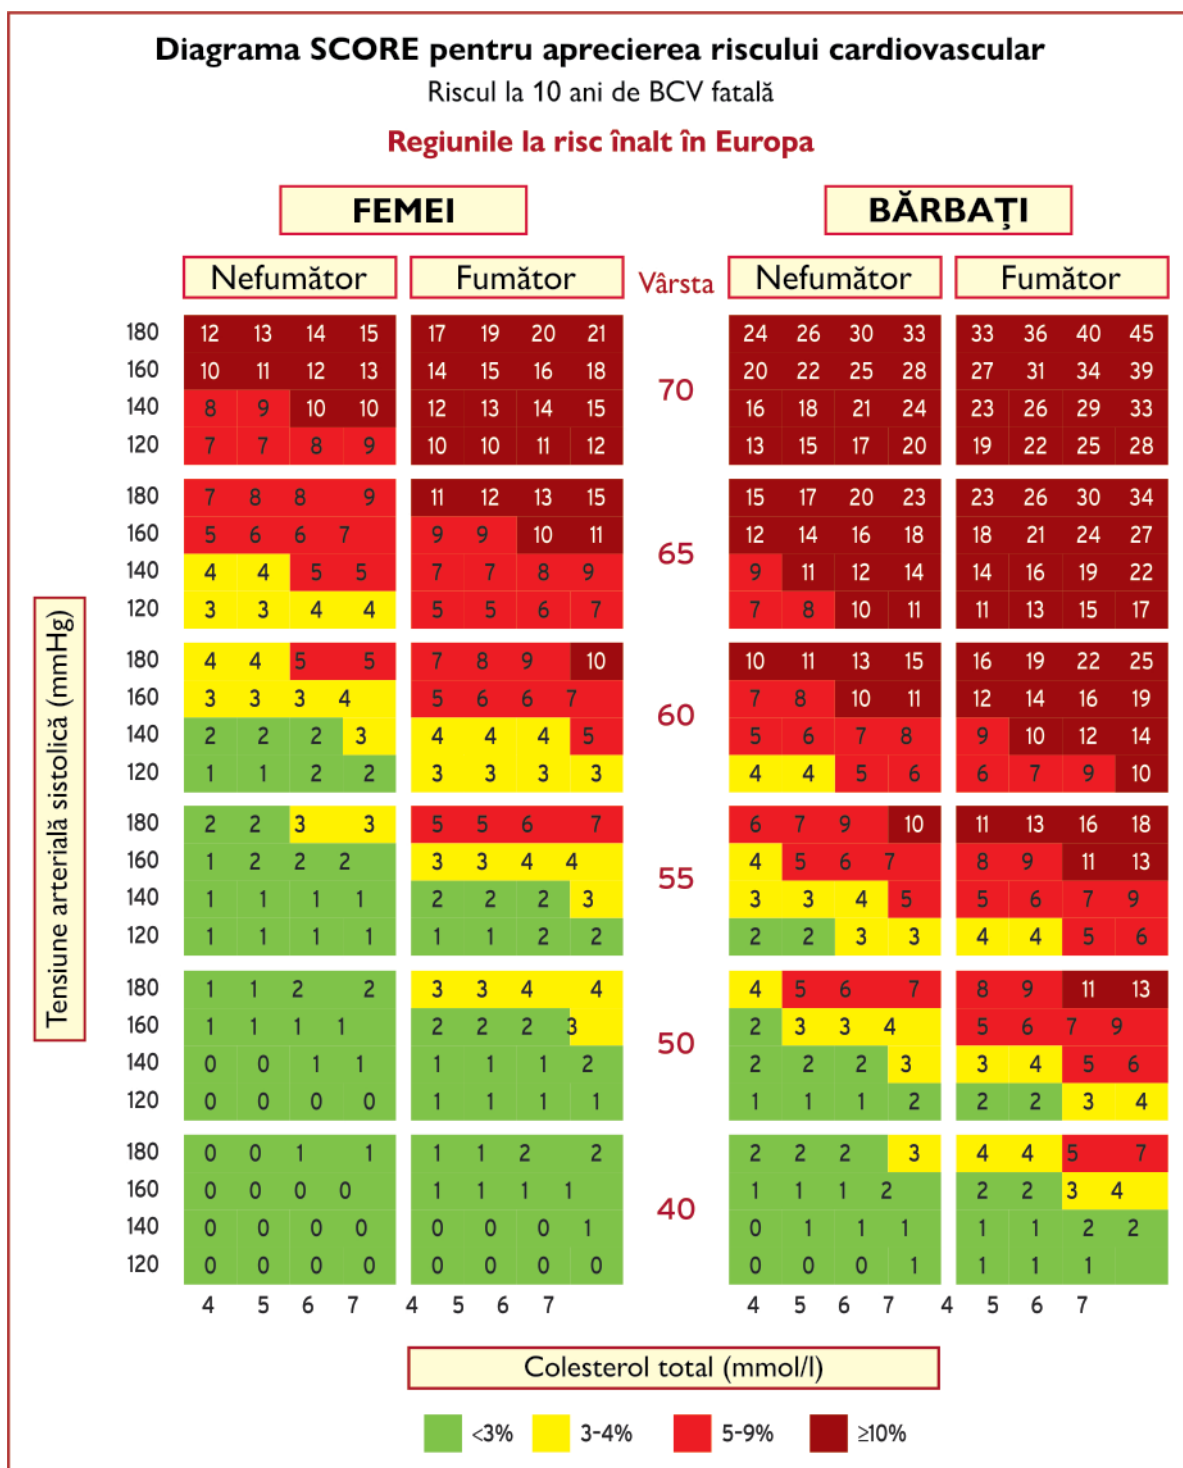 Diagrama SCORE pentru aprecierea riscului cardiovascular
Riscul la 10 ani de BCV fatală
Regiunile la risc înalt în Europa
FEMEI BĂRBAȚI
Nefumător Fumător Vârsta Nefumător Fumător
Tensiune arterială sistolică (mmHg)
180 12 13 14 15 17 19 20 21 24 26 30 33 33 36 40 45
160 10 11 12 13 14 15 16 18 20 22 25 28 27 31 34 39
70
140 8 9 10 10 12 13 14 15 16 18 21 24 23 26 29 33
120 7 7 8 9 10 10 11 12 13 15 17 20 19 22 25 28
180 7 8 8 9 11 12 13 15 15 17 20 23 23 26 30 34
160 5 6 6 7 9 9 10 11 12 14 16 18 18 21 24 27
65
140 4 4 5 5 7 7 8 9 9 11 12 14 14 16 19 22
120 3 3 4 4 5 5 6 7 7 8 10 11 11 13 15 17
180 4 4 5 5 7 8 9 10 10 11 13 15 16 19 22 25
160 3 3 3 4 5 6 6 7 7 8 10 11 12 14 16 19
60
140 2 2 2 3 4 4 4 5 5 6 7 8 9 10 12 14
120 1 1 2 2 3 3 3 3 4 4 5 6 6 7 9 10
180 2 2 3 3 5 5 6 7 6 7 9 10 11 13 16 18
160 1 2 2 2 3 3 4 4 4 5 6 7 8 9 11 13
55
140 1 1 1 1 2 2 2 3 3 3 4 5 5 6 7 9
120 1 1 1 1 1 1 2 2 2 2 3 3 4 4 5 6
180 1 1 2 2 3 3 4 4 4 5 6 7 8 9 11 13
160 1 1 1 1 2 2 2 3 2 3 3 4 5 6 7 9
50
140 0 0 1 1 1 1 1 2 2 2 2 3 3 4 5 6
120 0 0 0 0 1 1 1 1 1 1 1 2 2 2 3 4
180 0 0 1 1 1 1 2 2 2 2 2 3 4 4 5 7
160 0 0 0 0 1 1 1 1 1 1 1 2 2 2 3 4
40
140 0 0 0 0 0 0 0 1 0 1 1 1 1 1 2 2
120 0 0 0 0 0 0 0 0 0 0 0 1 1 1 1
4 5 6 7 4 5 6 7 4 5 6 7 4 5 6 7
Colesterol total (mmol/l)
<3% 3-4% 5-9% ≥10%